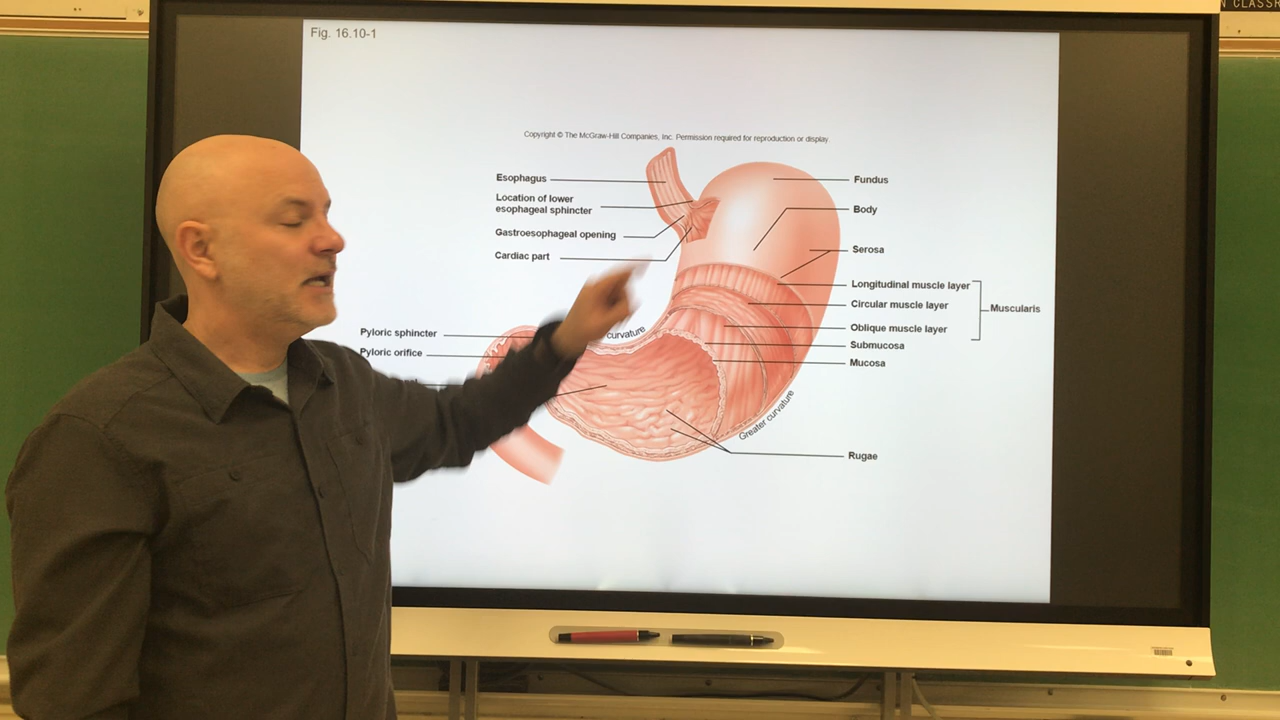 N CLASSR
Fig. 16.10-1
Copyright © The McGraw-Hill Companies, Inc. Permission required for reproduction or display.
Esophagus
Location of lower
esophageal sphincter
Gastroesophageal opening
Cardiac part
Fundus
Body
Serosa
Longitudinal muscle layer
Circular muscle layer
Muscularis
Oblique muscle layer
Submucosa
Mucosa
Pyloric sphincter
Pyloric orifice
curvature
Greater curvature
Rugae